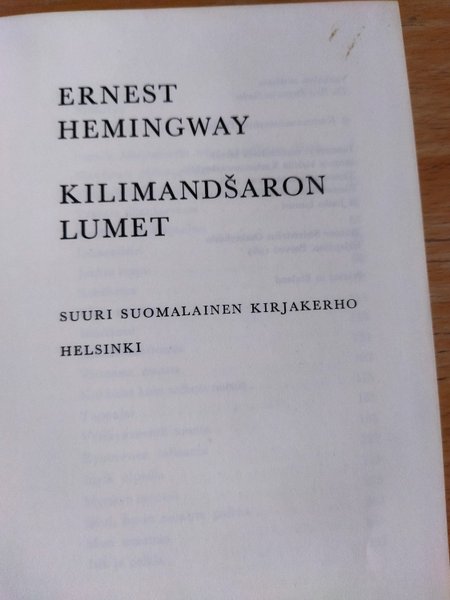 ERNEST
HEMINGWAY
KILIMANDŠARON
LUMET
SUURI SUOMALAINEN KIRJAKERHO
HELSINKI